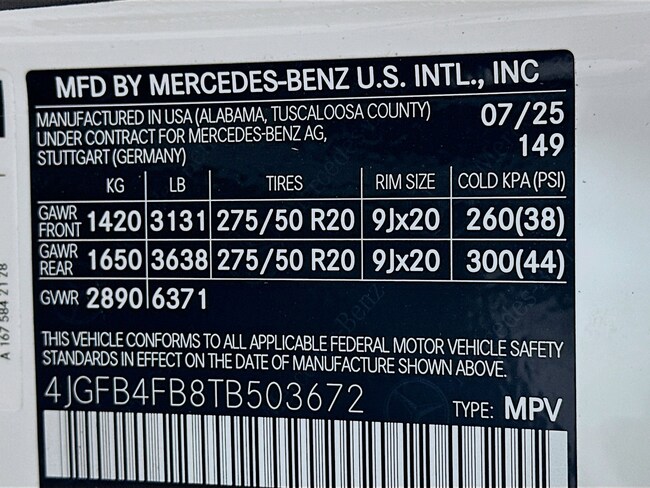 MFD BY MERCEDES-BENZ U.S. INTL., INC
MANUFACTURED IN USA (ALABAMA, TUSCALOOSA COUNTY) 07/25
UNDER CONTRACT FOR MERCEDES-BENZ AG, 149
STUTTGART (GERMANY)
KG LB TIRES RIM SIZE COLD KPA(PSI)
GAWR FRONT 1420 3131 275/50 R20 9Jx20 260(38)
GAWR REAR 1650 3638 275/50 R20 9Jx20 300(44)
GVWR 2890 6371
THIS VEHICLE CONFORMS TO ALL APPLICABLE FEDERAL MOTOR VEHICLE SAFETY
STANDARDS IN EFFECT ON THE DATE OF MANUFACTURE SHOWN ABOVE.
4JGFB4FB8TB503672 TYPE: MPV
A 167 584 21 28